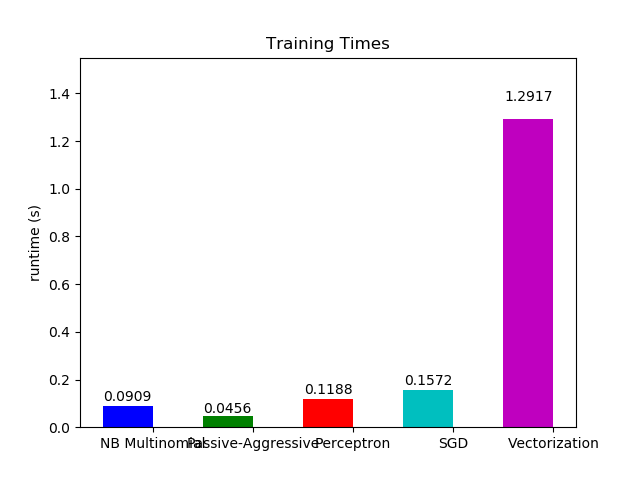 Training Times
runtime (s)
1.4
1.2
1.0
0.8
0.6
0.4
0.2
0.0
0.0909
0.0456
0.1188
0.1572
1.2917
NB Multinomial
Passive-Aggressive
Perceptron
SGD
Vectorization